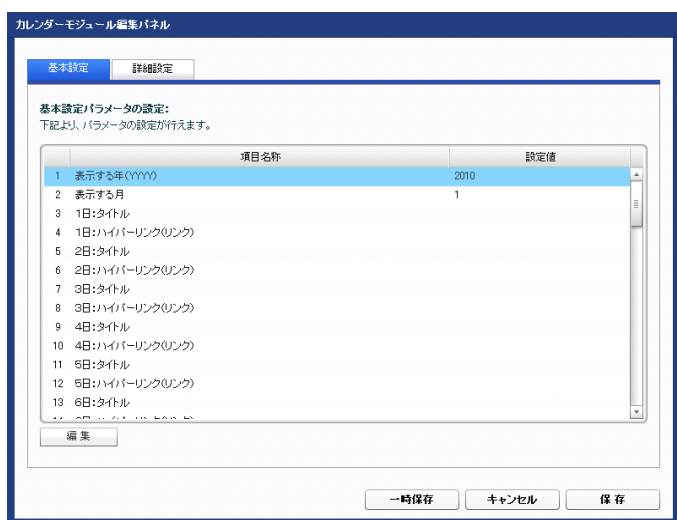 カレンダーモジュール編集パネル
基本設定 詳細設定
基本設定パラメータの設定:
下記より、パラメータの設定が行えます。
項目名称 設定値
1 表示する年(YYYY) 2010
2 表示する月 1
3 1日:タイトル
4 1日:ハイパーリンク(リンク)
5 2日:タイトル
6 2日:ハイパーリンク(リンク)
7 3日:タイトル
8 3日:ハイパーリンク(リンク)
9 4日:タイトル
10 4日:ハイパーリンク(リンク)
11 5日:タイトル
12 5日:ハイパーリンク(リンク)
13 6日:タイトル
編集
一時保存 キャンセル 保存